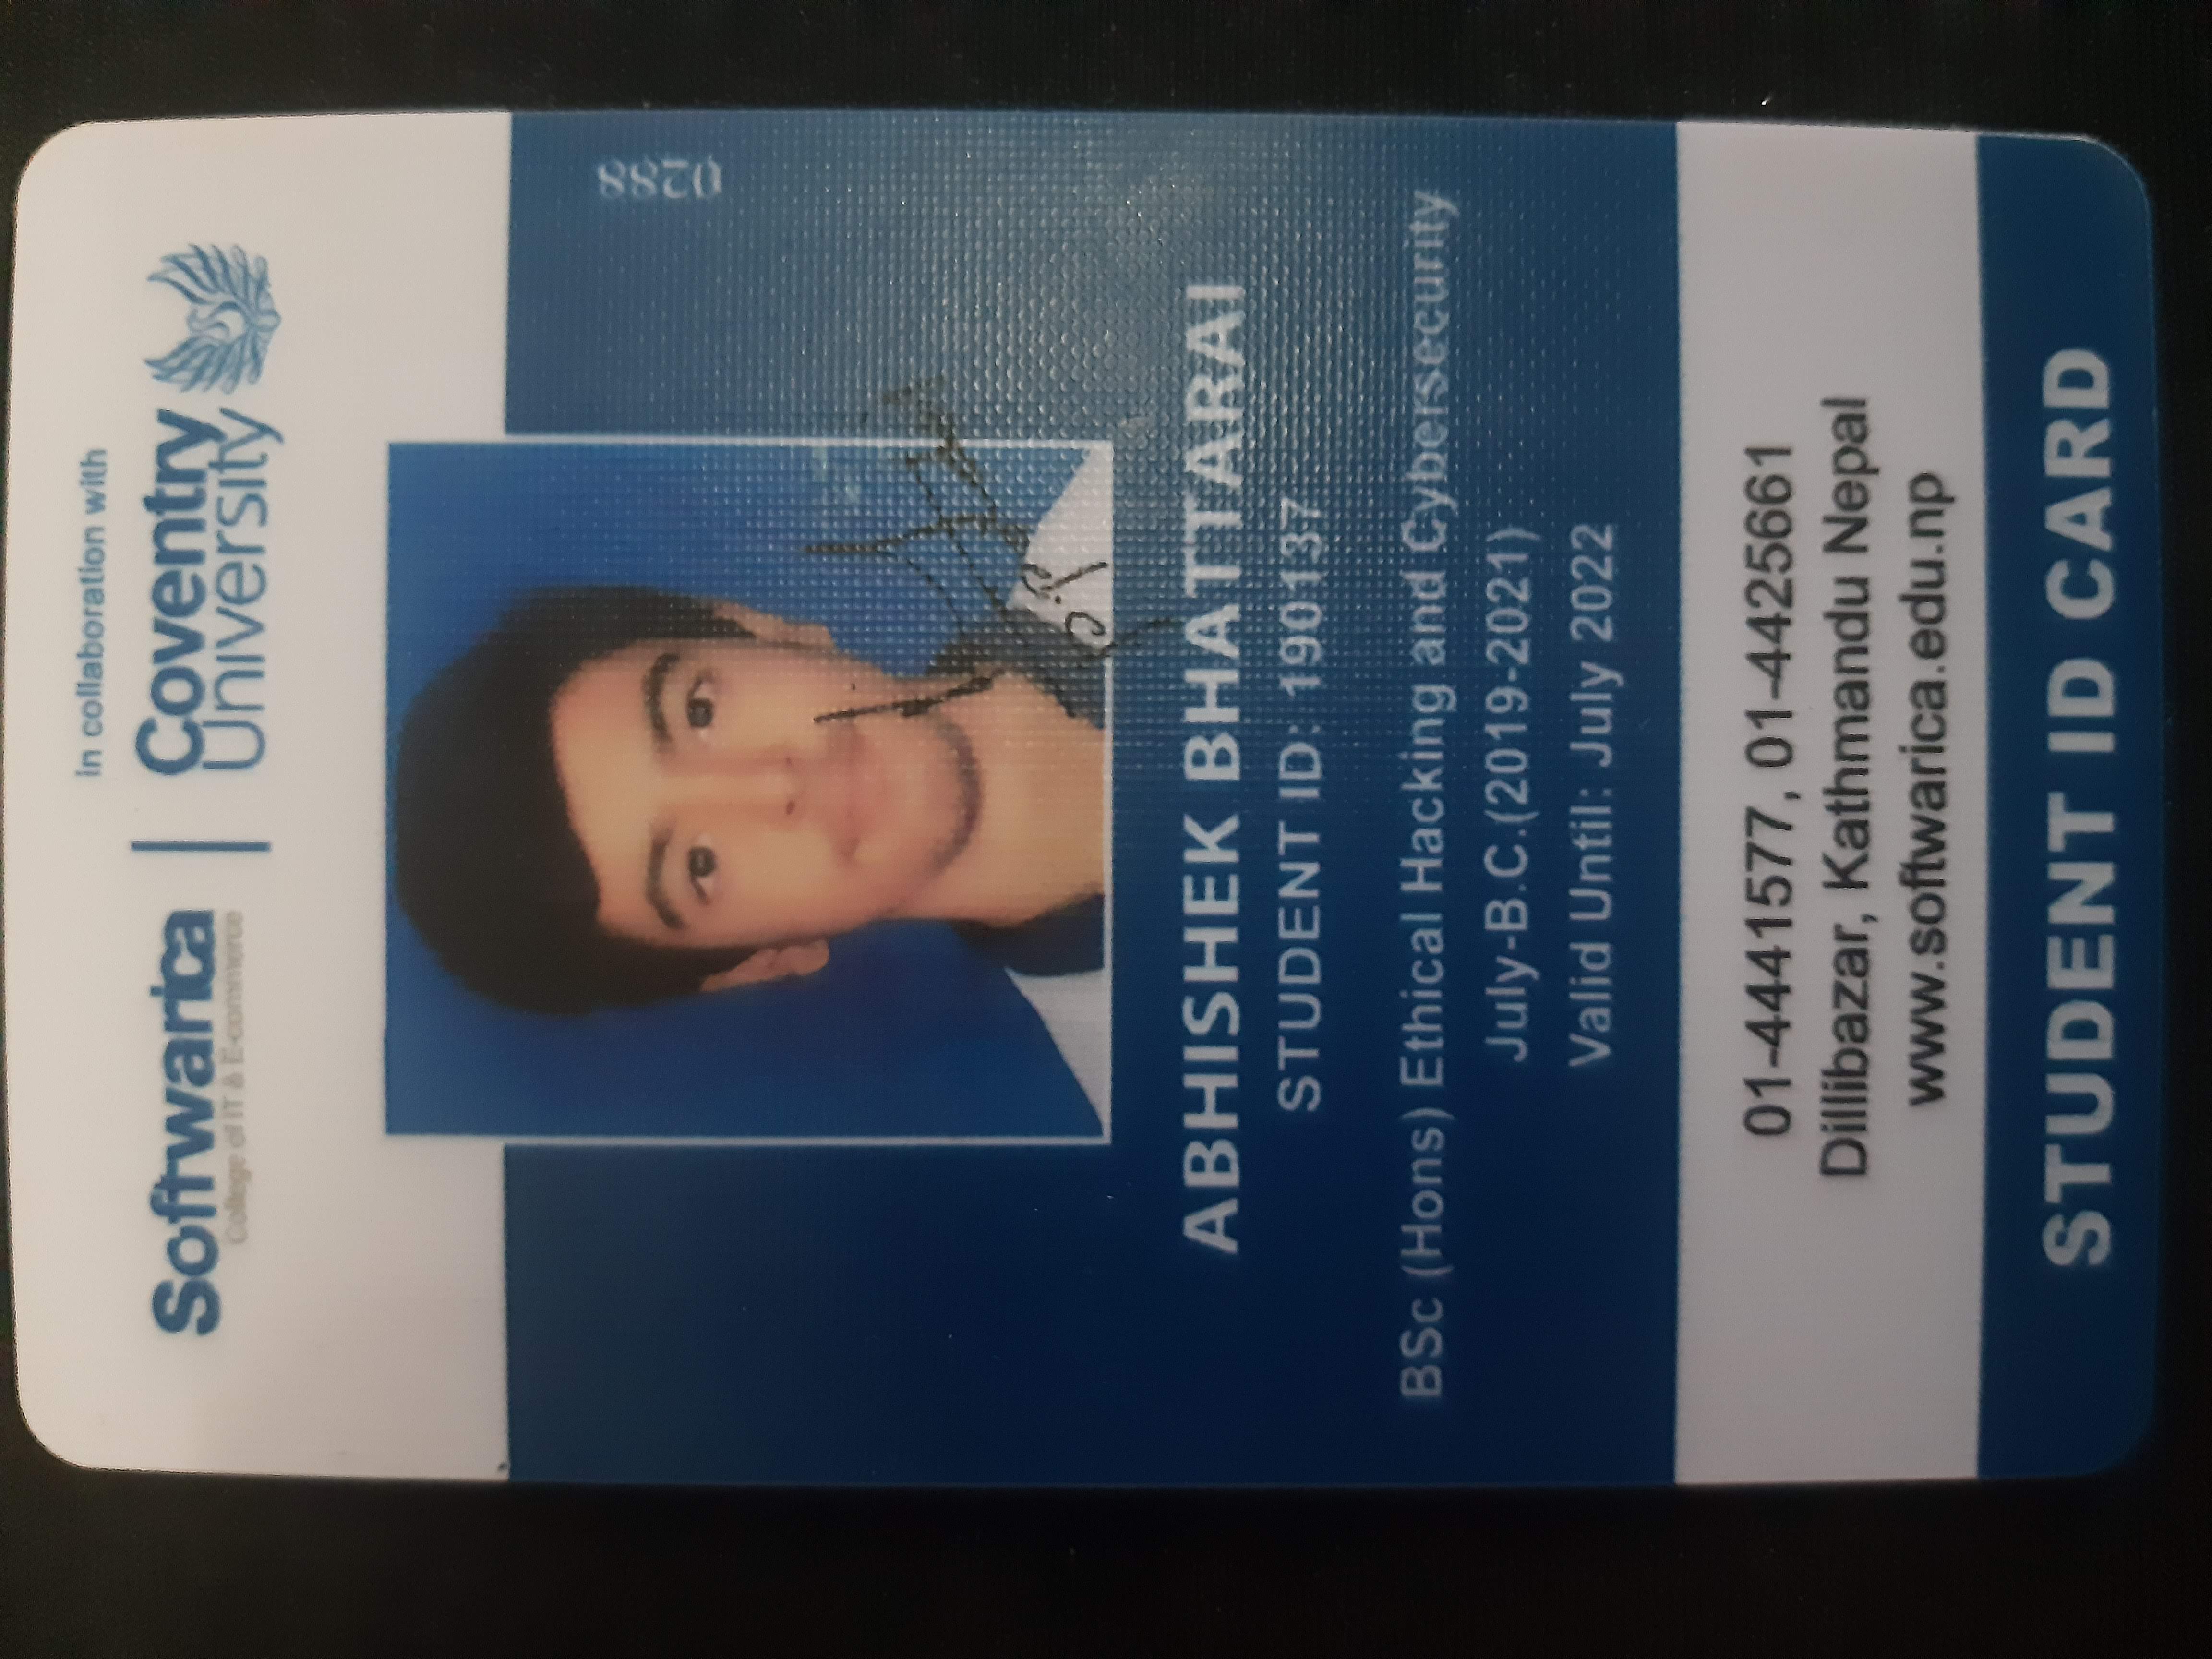 in collaboration with
Softwarica
College of IT & E-commerce
Coventry
University
0288
ABHISHEK BHATTARAI
STUDENT ID: 190137
BSc (Hons) Ethical Hacking and Cybersecurity
July-B.C.(2019-2021)
Valid Until: July 2022
01-4441577, 01-4425661
Dillibazar, Kathmandu Nepal
www.softwarica.edu.np
STUDENT ID CARD